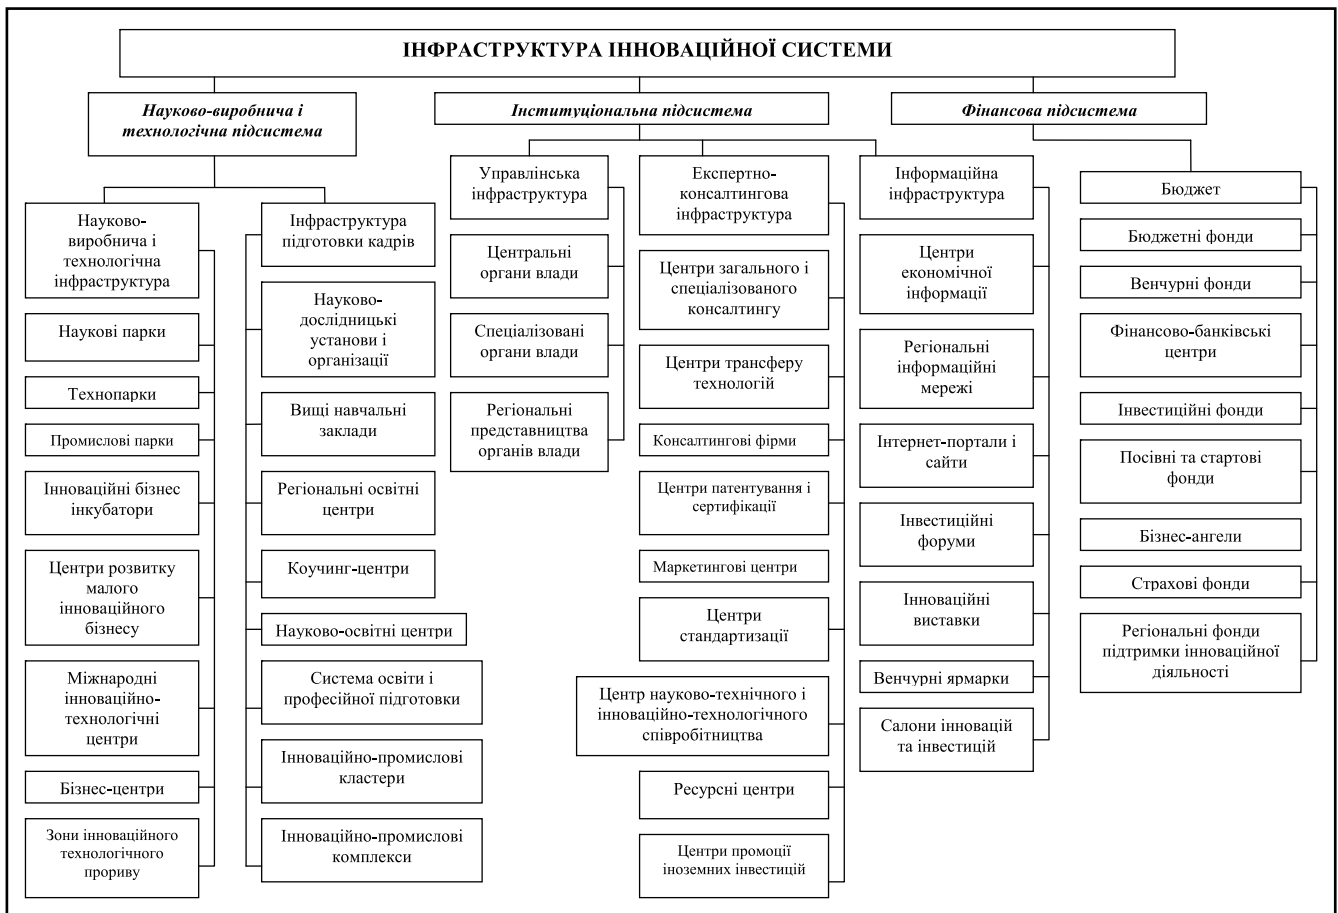 ІНФРАСТРУКТУРА ІННОВАЦІЙНОЇ СИСТЕМИ
Науково-виробнича і
технологічна підсистема
Інституціональна підсистема
Фінансова підсистема
Науково-
виробнича і
технологічна
інфраструктура
Наукові парки
Технопарки
Промислові парки
Інноваційні бізнес
інкубатори
Центри розвитку
малого
інноваційного
бізнесу
Міжнародні
інноваційно-
технологічні
центри
Бізнес-центри
Зони інноваційного
технологічного
прориву
Інфраструктура
підготовки кадрів
Науково-
дослідницькі
установи і
організації
Вищі навчальні
заклади
Регіональні освітні
центри
Коучинг-центри
Науково-освітні центри
Система освіти і
професійної підготовки
Інноваційно-промислові
кластери
Інноваційно-промислові
комплекси
Управлінська
інфраструктура
Центральні
органи влади
Спеціалізовані
органи влади
Регіональні
представництва
органів влади
Експертно-
консалтингова
інфраструктура
Центри загального і
спеціалізованого
консалтингу
Центри трансферу
технологій
Консалтингові фірми
Центри патентування і
сертифікації
Маркетингові центри
Центри
стандартизації
Центр науково-технічного і
інноваційно-технологічного
співробітництва
Ресурсні центри
Центри промоції
іноземних інвестицій
Інформаційна
інфраструктура
Центри
економічної
інформації
Регіональні
інформаційні
мережі
Інтернет-портали і
сайти
Інвестиційні
форуми
Інноваційні
виставки
Венчурні ярмарки
Салони інновацій
та інвестицій
Бюджет
Бюджетні фонди
Венчурні фонди
Фінансово-банківські
центри
Інвестиційні фонди
Посівні та стартові
фонди
Бізнес-ангели
Страхові фонди
Регіональні фонди
підтримки інноваційної
діяльності